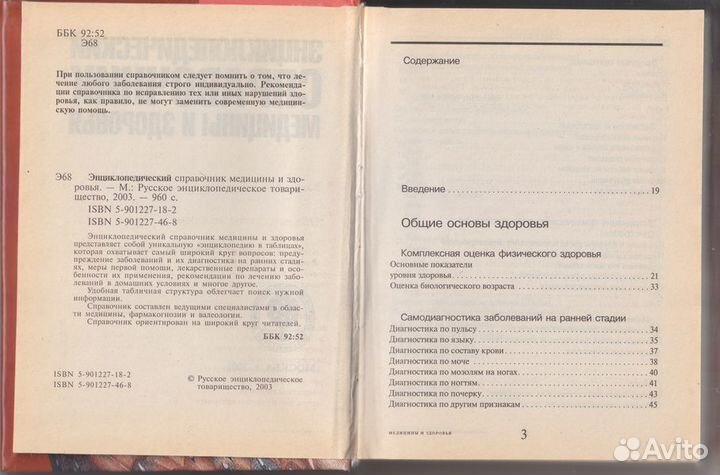 ББК 92:52
Э68
При пользовании справочником следует помнить о том, что ле-
чение любого заболевания строго индивидуально. Рекоменда-
ции справочника по исправлению тех или иных нарушений здо-
ровья, как правило, не могут заменить современную медицин-
скую помощь.
Э68 Энциклопедический справочник медицины и здо-
ровья. — М.: Русское энциклопедическое товари-
щество, 2003. — 960 с.
ISBN 5-901227-18-2
ISBN 5-901227-46-8
Энциклопедический справочник медицины и здоровья
представляет собой уникальную «энциклопедию в таблицах»,
которая охватывает самый широкий круг вопросов: преду-
преждение заболеваний и их диагностика на ранних стади-
ях, меры первой помощи, лекарственные препараты и осо-
бенности их применения, рекомендации по лечению забо-
леваний в домашних условиях и многое другое.
Удобная табличная структура облегчает поиск нужной
информации.
Справочник составлен ведущими специалистами в облас-
ти медицины, фармакогнозии и валеологии.
Справочник ориентирован на широкий круг читателей.
ББК 92:52
ISBN 5-901227-18-2
ISBN 5-901227-46-8
© Русское энциклопедическое
товарищество, 2003
Содержание
Введение 19
Общие основы здоровья
Комплексная оценка физического здоровья
Основные показатели
уровня здоровья 21
Оценка биологического возраста 33
Самодиагностика заболеваний на ранней стадии
Диагностика по пульсу 34
Диагностика по языку 35
Диагностика по составу крови 37
Диагностика по моче 38
Диагностика по мозолям на ногах 40
Диагностика по ногтям 41
Диагностика по почерку 43
Диагностика по другим признакам 45
МЕДИЦИНЫ И ЗДОРОВЬЯ 3
Avito